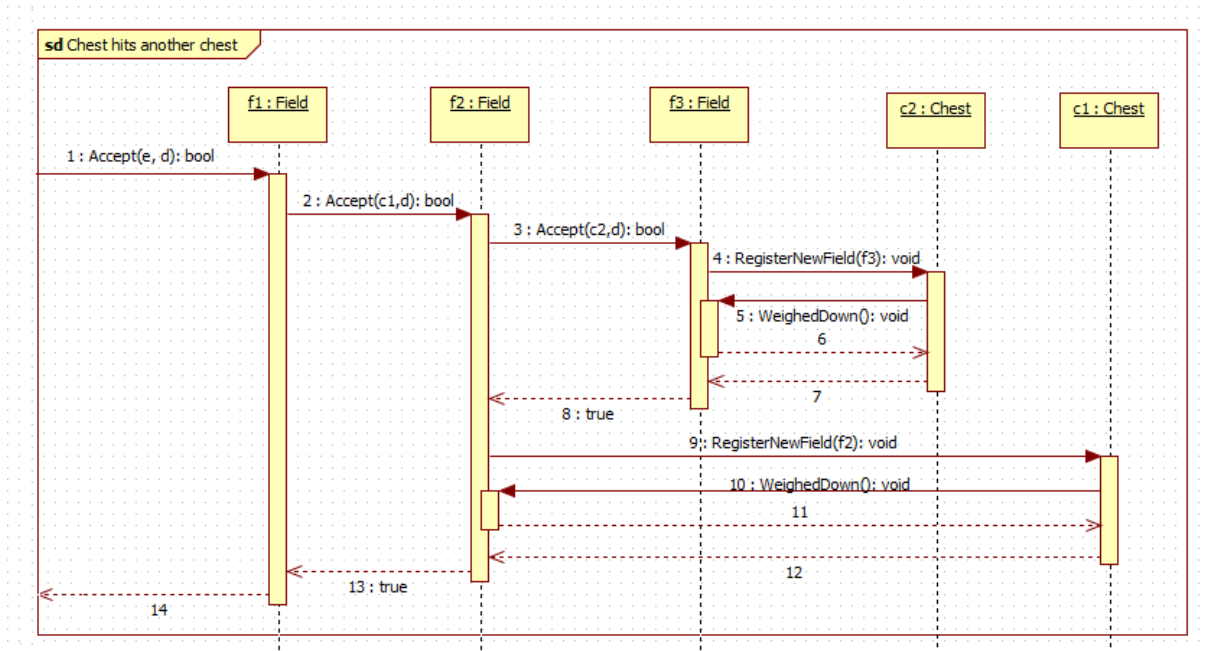 sd Chest hits another chest
f1 : Field
f2 : Field
f3 : Field
c2 : Chest
c1 : Chest
1 : Accept(e, d): bool
2 : Accept(c1,d): bool
3 : Accept(c2,d): bool
4 : RegisterNewField(f3): void
5 : WeighedDown(): void
6
7
8 : true
9 : RegisterNewField(f2): void
10 : WeighedDown(): void
11
12
13 : true
14